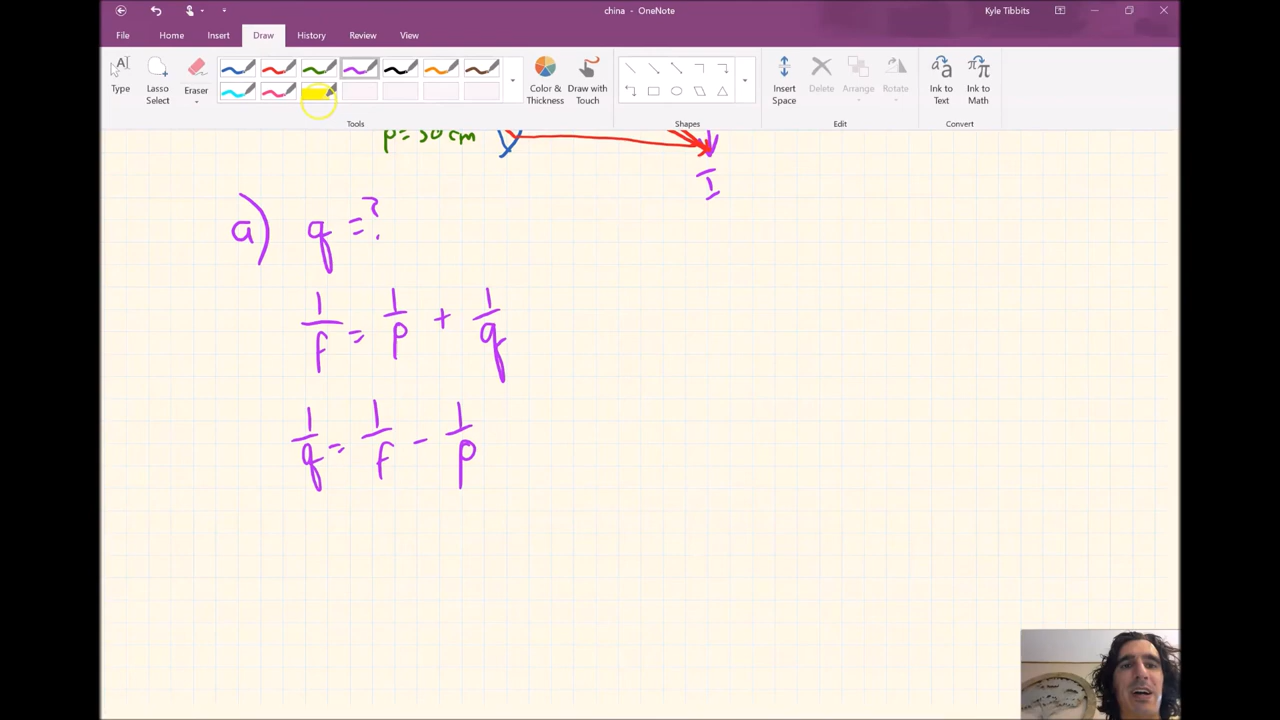 china - OneNote
Kyle Tibbits
File Home Insert Draw History Review View
Type
Lasso Select
Eraser
Color & Thickness
Draw with Touch
Insert Space
Delete
Arrange
Rotate
Ink to Text
Ink to Math
Tools
Shapes
Edit
Convert
p = 30 cm
I
a) q = ?
1/f = 1/p + 1/q
1/q = 1/f - 1/p